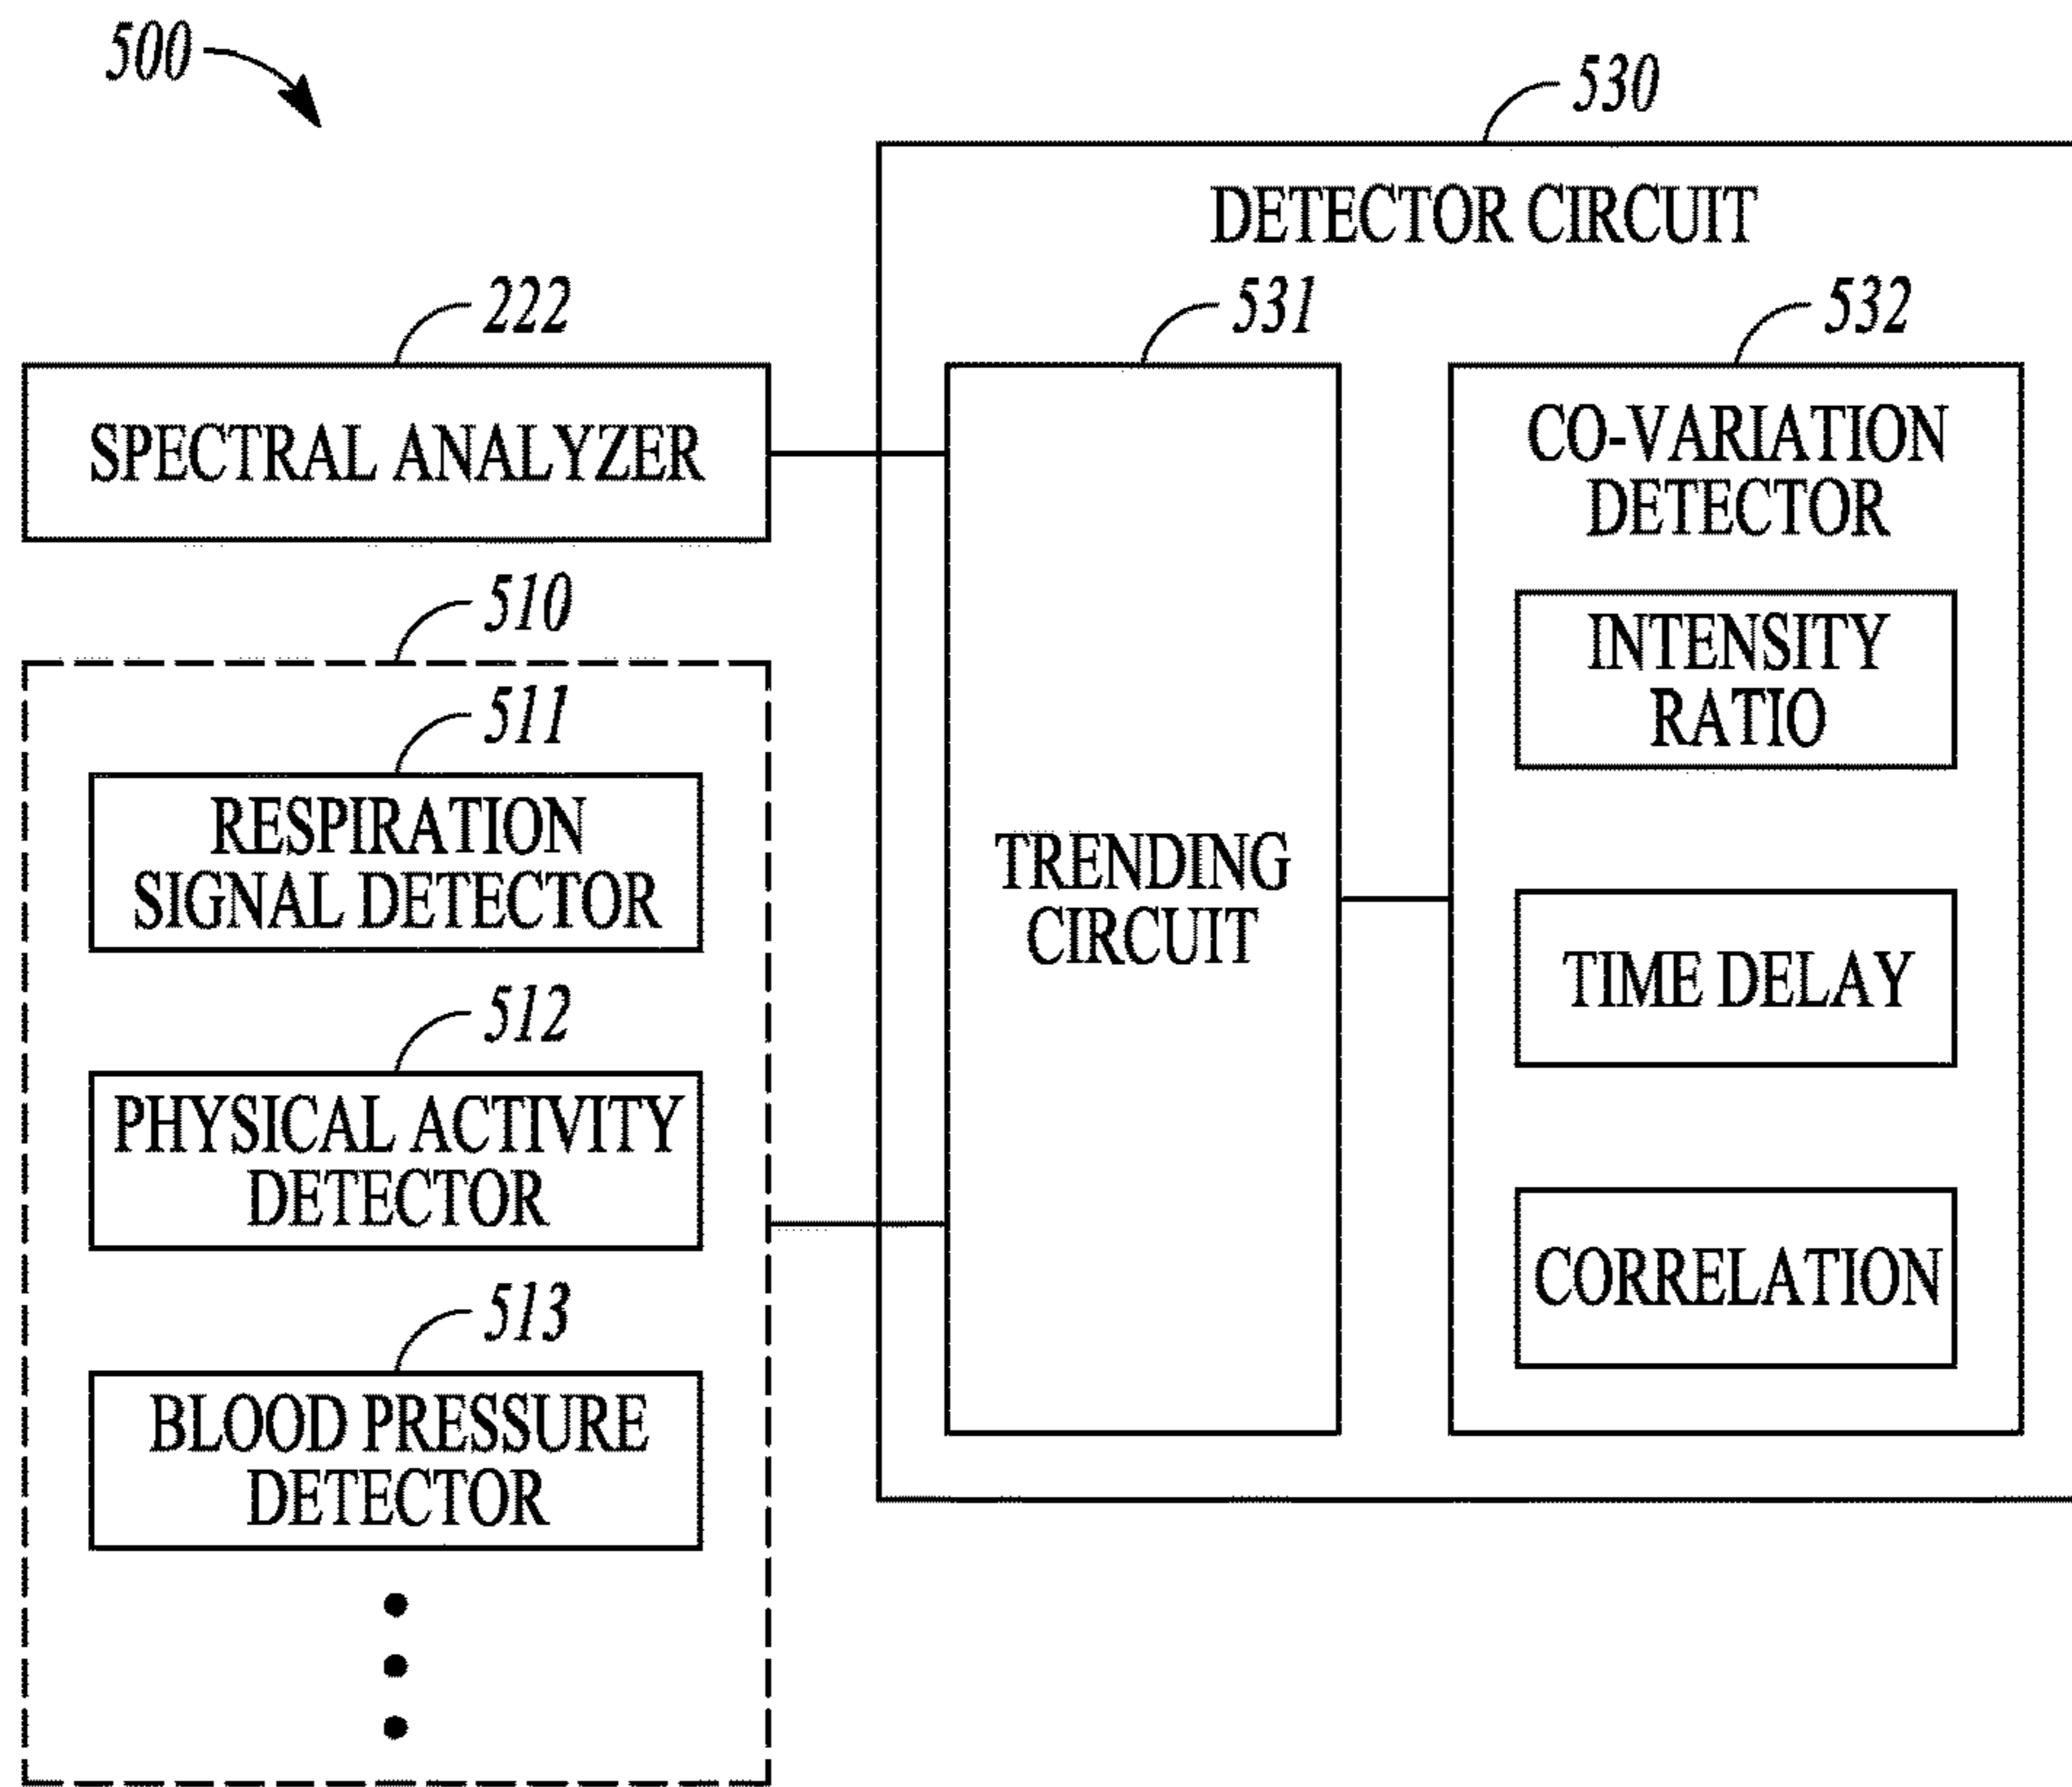 500
530
DETECTOR CIRCUIT
222
SPECTRAL ANALYZER
510
511
RESPIRATION
SIGNAL DETECTOR
512
PHYSICAL ACTIVITY
DETECTOR
513
BLOOD PRESSURE
DETECTOR
531
TRENDING
CIRCUIT
532
CO-VARIATION
DETECTOR
INTENSITY
RATIO
TIME DELAY
CORRELATION